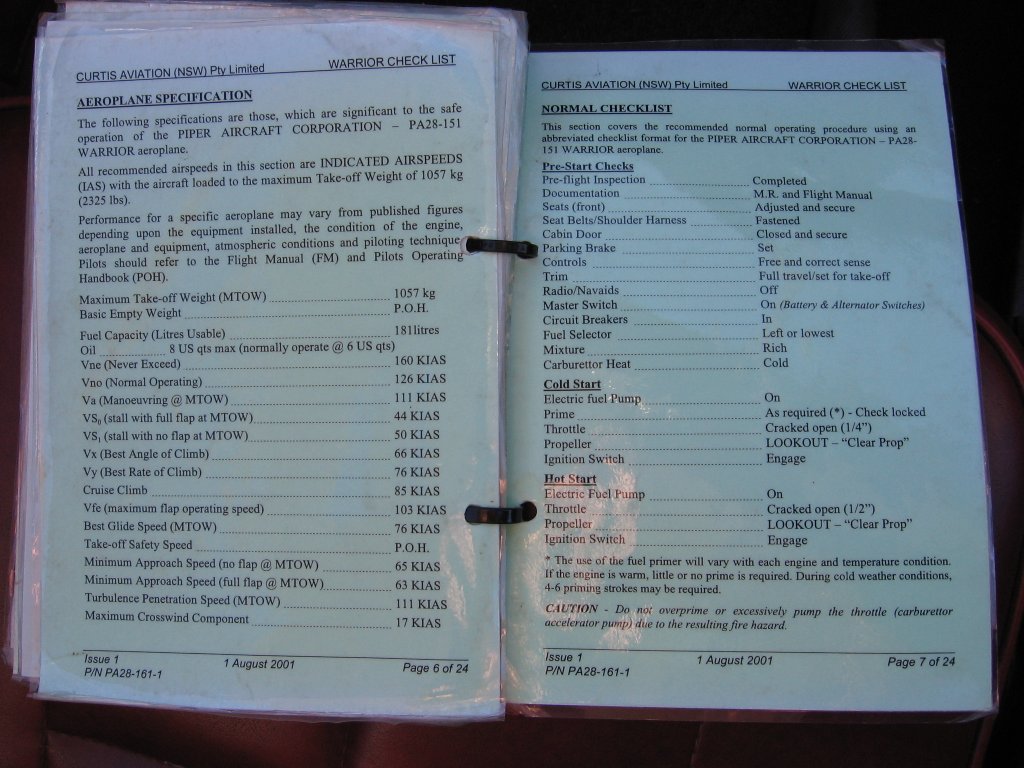 CURTIS AVIATION (NSW) Pty Limited WARRIOR CHECK LIST
AEROPLANE SPECIFICATION
The following specifications are those, which are significant to the safe
operation of the PIPER AIRCRAFT CORPORATION – PA28-151
WARRIOR aeroplane.
All recommended airspeeds in this section are INDICATED AIRSPEEDS
(IAS) with the aircraft loaded to the maximum Take-off Weight of 1057 kg
(2325 lbs).
Performance for a specific aeroplane may vary from published figures
depending upon the equipment installed, the condition of the engine,
aeroplane and equipment, atmospheric conditions and piloting technique
Pilots should refer to the Flight Manual (FM) and Pilots Operating
Handbook (POH).
Maximum Take-off Weight (MTOW) 1057 kg
Basic Empty Weight P.O.H.
Fuel Capacity (Litres Usable) 181litres
Oil 8 US qts max (normally operate @ 6 US qts)
Vne (Never Exceed) 160 KIAS
Vno (Normal Operating) 126 KIAS
Va (Manoeuvring @ MTOW) 111 KIAS
VS0 (stall with full flap at MTOW) 44 KIAS
VS1 (stall with no flap at MTOW) 50 KIAS
Vx (Best Angle of Climb) 66 KIAS
Vy (Best Rate of Climb) 76 KIAS
Cruise Climb 85 KIAS
Vfe (maximum flap operating speed) 103 KIAS
Best Glide Speed (MTOW) 76 KIAS
Take-off Safety Speed P.O.H.
Minimum Approach Speed (no flap @ MTOW) 65 KIAS
Minimum Approach Speed (full flap @ MTOW) 63 KIAS
Turbulence Penetration Speed (MTOW) 111 KIAS
Maximum Crosswind Component 17 KIAS
Issue 1 1 August 2001 Page 6 of 24
P/N PA28-161-1
CURTIS AVIATION (NSW) Pty Limited WARRIOR CHECK LIST
NORMAL CHECKLIST
This section covers the recommended normal operating procedure using an
abbreviated checklist format for the PIPER AIRCRAFT CORPORATION – PA28-
151 WARRIOR aeroplane.
Pre-Start Checks
Pre-flight Inspection Completed
Documentation M.R. and Flight Manual
Seats (front) Adjusted and secure
Seat Belts/Shoulder Harness Fastened
Cabin Door Closed and secure
Parking Brake Set
Controls Free and correct sense
Trim Full travel/set for take-off
Radio/Navaids Off
Master Switch On (Battery & Alternator Switches)
Circuit Breakers In
Fuel Selector Left or lowest
Mixture Rich
Carburettor Heat Cold
Cold Start
Electric fuel Pump On
Prime As required (*) - Check locked
Throttle Cracked open (1/4”)
Propeller LOOKOUT – “Clear Prop”
Ignition Switch Engage
Hot Start
Electric Fuel Pump On
Throttle Cracked open (1/2”)
Propeller LOOKOUT – “Clear Prop”
Ignition Switch Engage
* The use of the fuel primer will vary with each engine and temperature condition.
If the engine is warm, little or no prime is required. During cold weather conditions,
4-6 priming strokes may be required.
CAUTION - Do not overprime or excessively pump the throttle (carburettor
accelerator pump) due to the resulting fire hazard.
Issue 1 1 August 2001 Page 7 of 24
P/N PA28-161-1